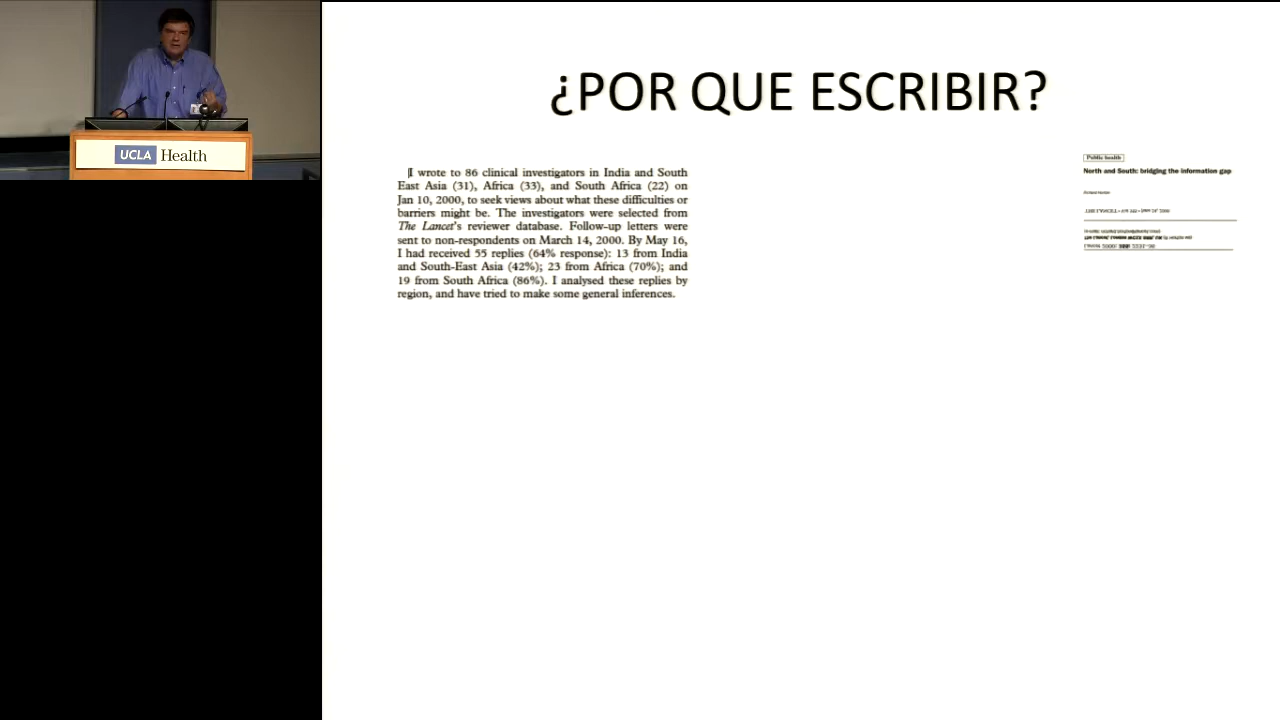 UCLA Health
¿POR QUE ESCRIBIR?
I wrote to 86 clinical investigators in India and South
East Asia (31), Africa (33), and South Africa (22) on
Jan 10, 2000, to seek views about what these difficulties or
barriers might be. The investigators were selected from
The Lancet's reviewer database. Follow-up letters were
sent to non-respondents on March 14, 2000. By May 16,
I had received 55 replies (64% response): 13 from India
and South-East Asia (42%); 23 from Africa (70%); and
19 from South Africa (86%). I analysed these replies by
region, and have tried to make some general inferences.
Public health
North and South: bridging the information gap